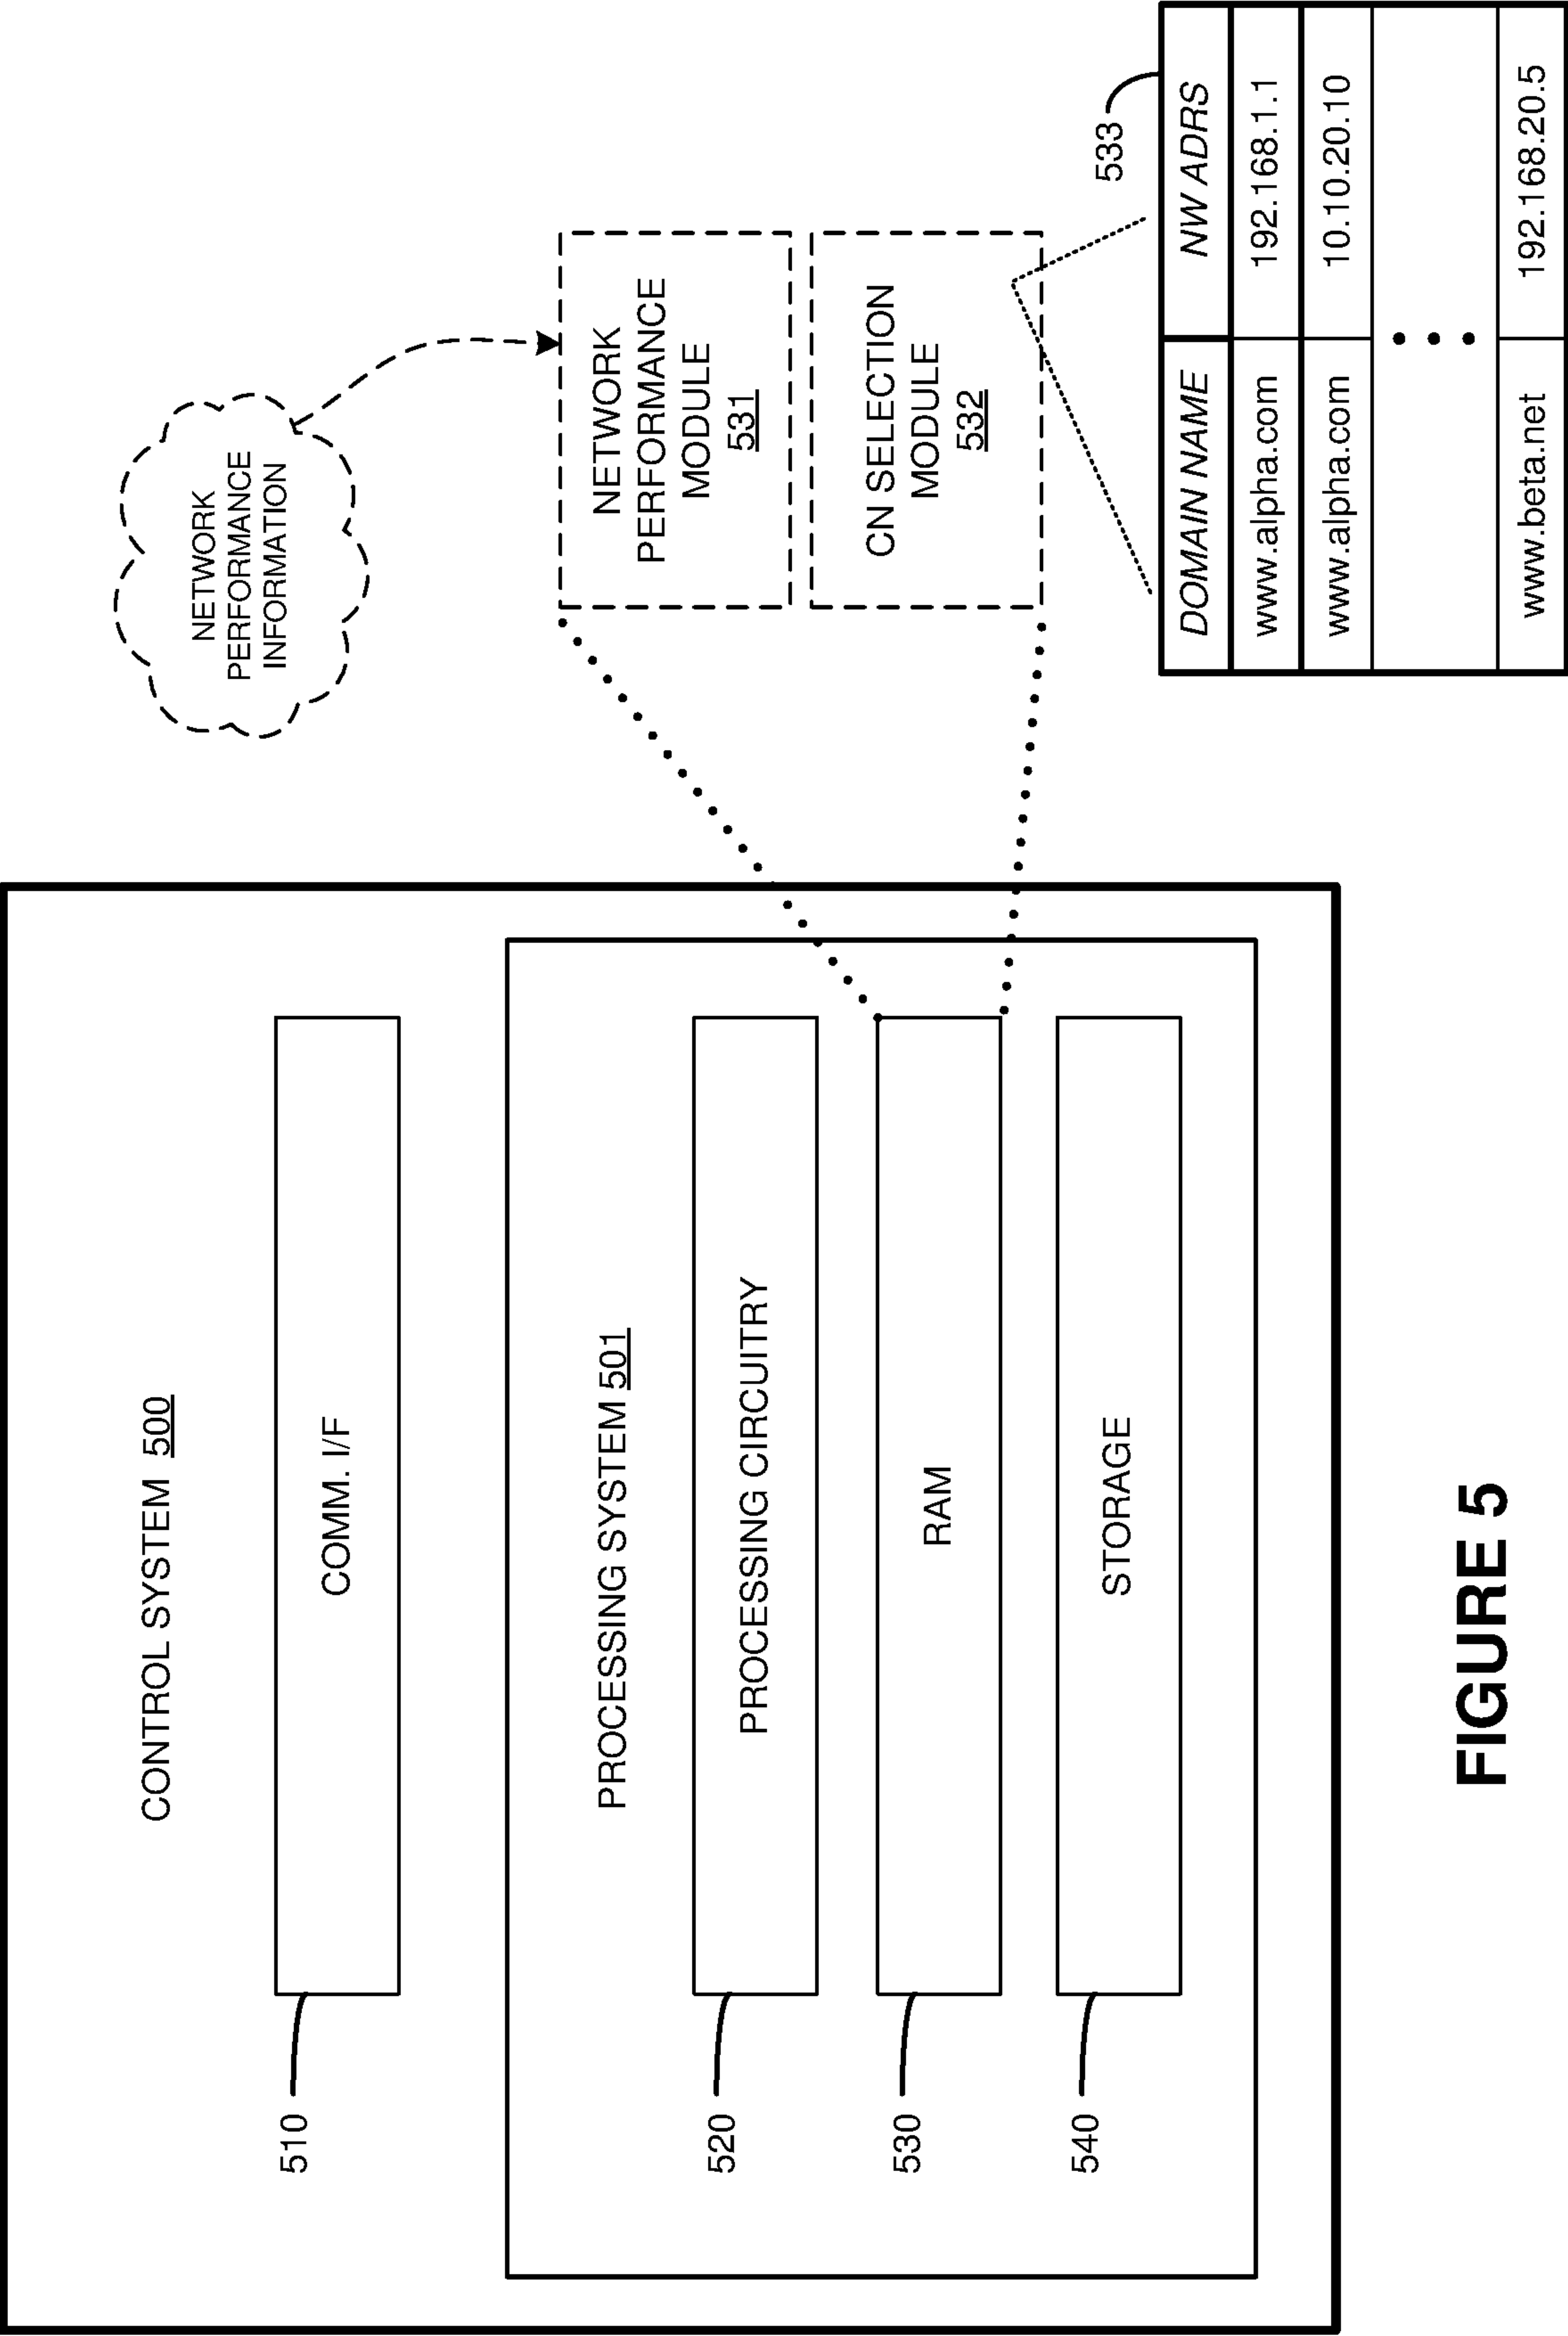 CONTROL SYSTEM 500
510
COMM. I/F
PROCESSING SYSTEM 501
520
PROCESSING CIRCUITRY
530
RAM
540
STORAGE
NETWORK
PERFORMANCE
INFORMATION
NETWORK
PERFORMANCE
MODULE
531
CN SELECTION
MODULE
532
533
DOMAIN NAME NW ADRS
www.alpha.com 192.168.1.1
www.alpha.com 10.10.20.10
www.beta.net 192.168.20.5
FIGURE 5